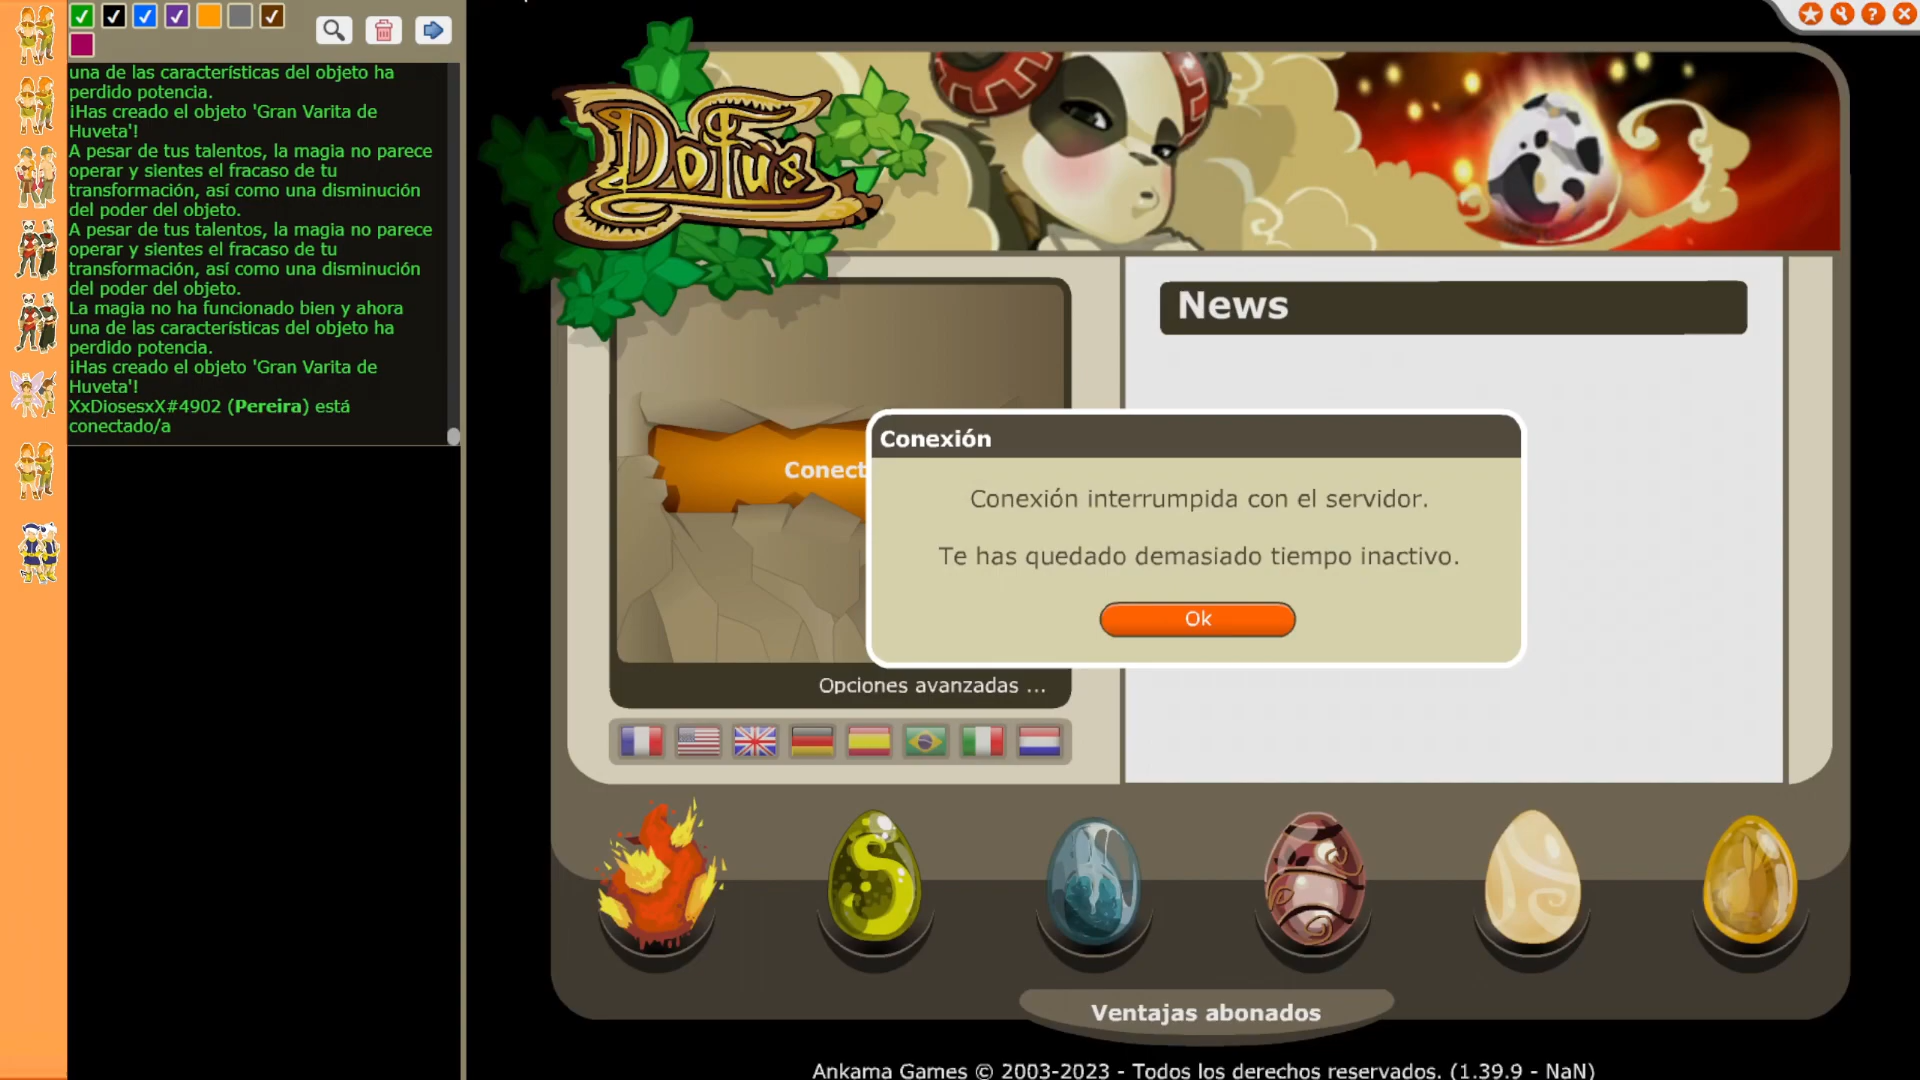 una de las características del objeto ha
perdido potencia.
¡Has creado el objeto 'Gran Varita de
Huveta'!
A pesar de tus talentos, la magia no parece
operar y sientes el fracaso de tu
transformación, así como una disminución
del poder del objeto.
A pesar de tus talentos, la magia no parece
operar y sientes el fracaso de tu
transformación, así como una disminución
del poder del objeto.
La magia no ha funcionado bien y ahora
una de las características del objeto ha
perdido potencia.
¡Has creado el objeto 'Gran Varita de
Huveta'!
XxDiosesxX#4902 (Pereira) está
conectado/a
Dofus
News
Conect
Conexión
Conexión interrumpida con el servidor.
Te has quedado demasiado tiempo inactivo.
Ok
Opciones avanzadas ...
Ventajas abonados
Ankama Games © 2003-2023 - Todos los derechos reservados. (1.39.9 - NaN)